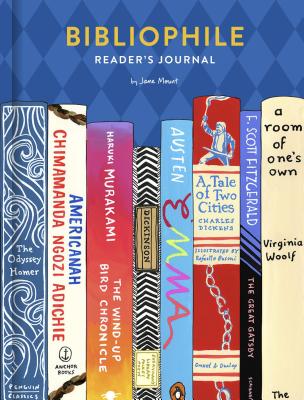 BIBLIOPHILE
READER'S JOURNAL
by Jane Mount
The Odyssey
Homer
PENGUIN
CLASSICS
AMERICANAH
CHIMAMANDA NGOZI ADICHIE
ANCHOR
BOOKS
HARUKI MURAKAMI
THE WIND-UP
BIRD CHRONICLE
DICKINSON
AUSTEN
EMMA
A Tale of
Two Cities
CHARLES
DICKENS
ILLUSTRATED BY
Grosset & Dunlap
F. SCOTT FITZGERALD
THE GREAT GATSBY
a
room of
one's
own
Virginia
Woolf
The